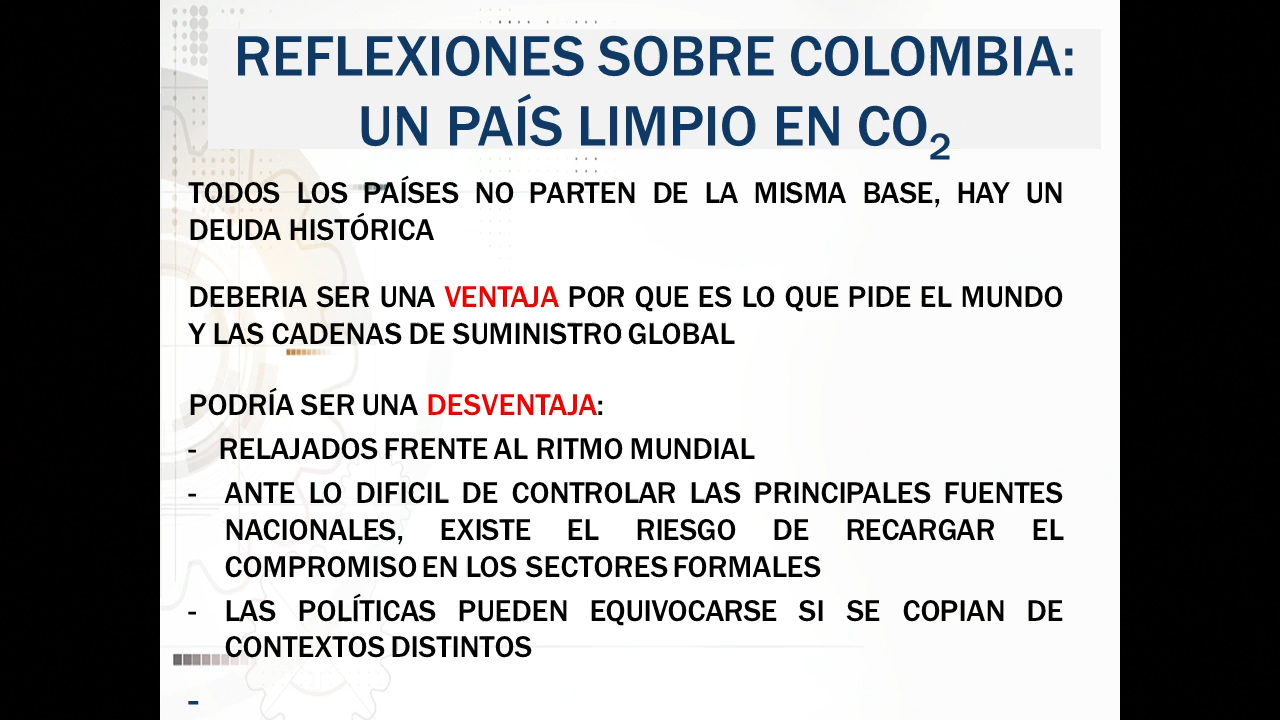 REFLEXIONES SOBRE COLOMBIA:
UN PAÍS LIMPIO EN CO₂
TODOS LOS PAÍSES NO PARTEN DE LA MISMA BASE, HAY UN
DEUDA HISTÓRICA
DEBERIA SER UNA VENTAJA POR QUE ES LO QUE PIDE EL MUNDO
Y LAS CADENAS DE SUMINISTRO GLOBAL
PODRÍA SER UNA DESVENTAJA:
- RELAJADOS FRENTE AL RITMO MUNDIAL
- ANTE LO DIFICIL DE CONTROLAR LAS PRINCIPALES FUENTES
NACIONALES, EXISTE EL RIESGO DE RECARGAR EL
COMPROMISO EN LOS SECTORES FORMALES
- LAS POLÍTICAS PUEDEN EQUIVOCARSE SI SE COPIAN DE
CONTEXTOS DISTINTOS
-